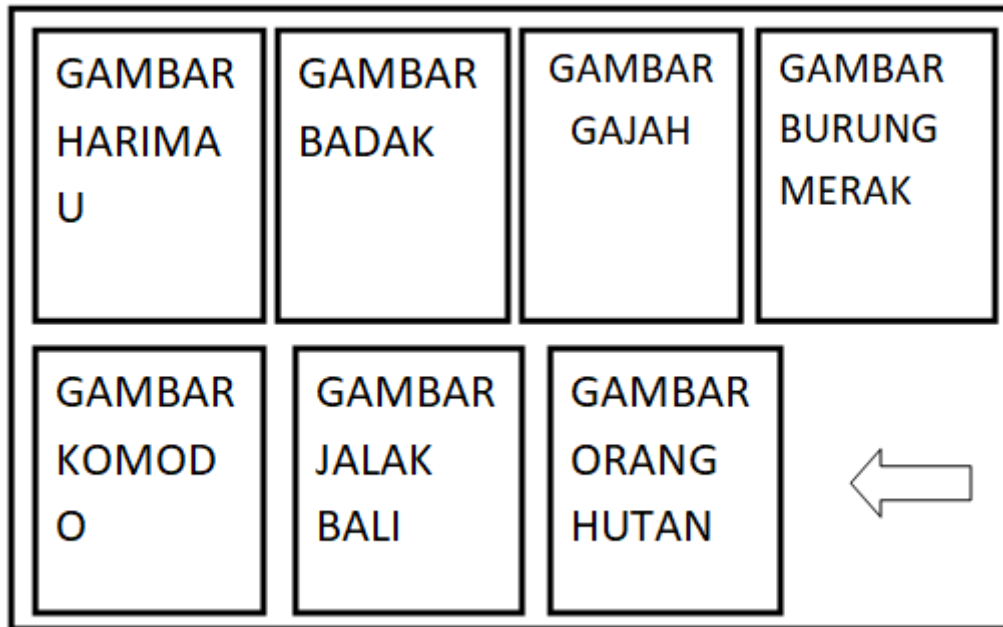 GAMBAR
HARIMA
U
GAMBAR
BADAK
GAMBAR
GAJAH
GAMBAR
BURUNG
MERAK
GAMBAR
KOMOD
O
GAMBAR
JALAK
BALI
GAMBAR
ORANG
HUTAN